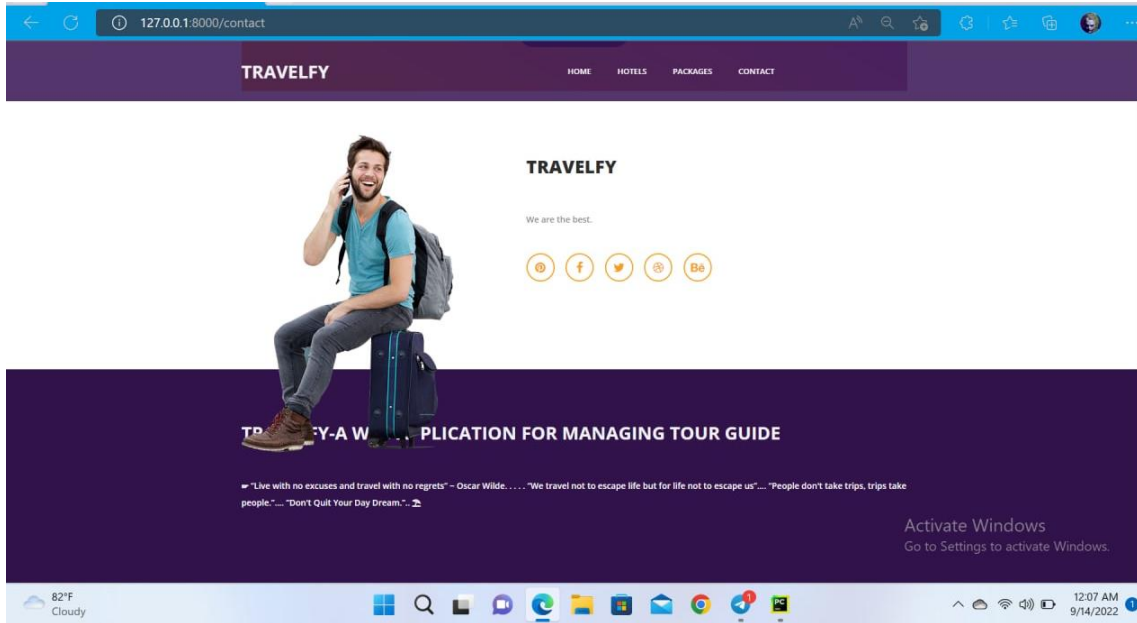 127.0.0.1:8000/contact
TRAVELFY
HOME HOTELS PACKAGES CONTACT
TRAVELFY
We are the best.
Bē
PLICATION FOR MANAGING TOUR GUIDE
☛ "Live with no excuses and travel with no regrets" ~ Oscar Wilde. . . . . "We travel not to escape life but for life not to escape us".... "People don't take trips, trips take
people.".... "Don't Quit Your Day Dream."..
Activate Windows
Go to Settings to activate Windows.
82°F
Cloudy
PC
1
12:07 AM
9/14/2022
1